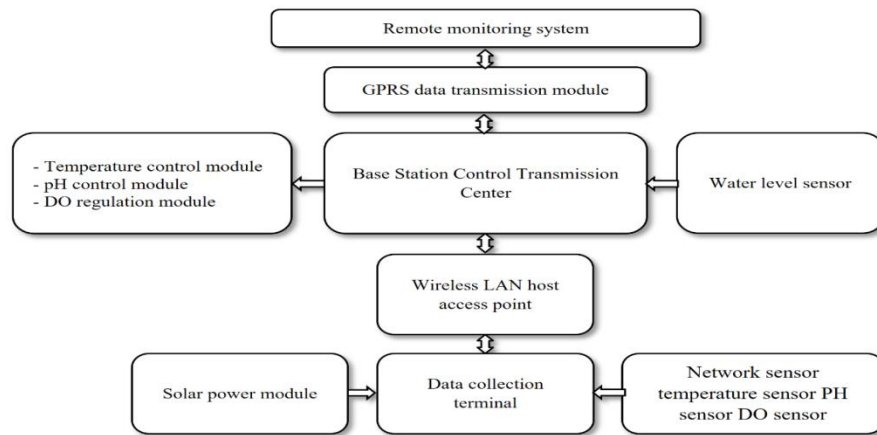 Remote monitoring system
GPRS data transmission module
- Temperature control module
- pH control module
- DO regulation module
Base Station Control Transmission
Center
Water level sensor
Wireless LAN host
access point
Solar power module
Data collection
terminal
Network sensor
temperature sensor PH
sensor DO sensor